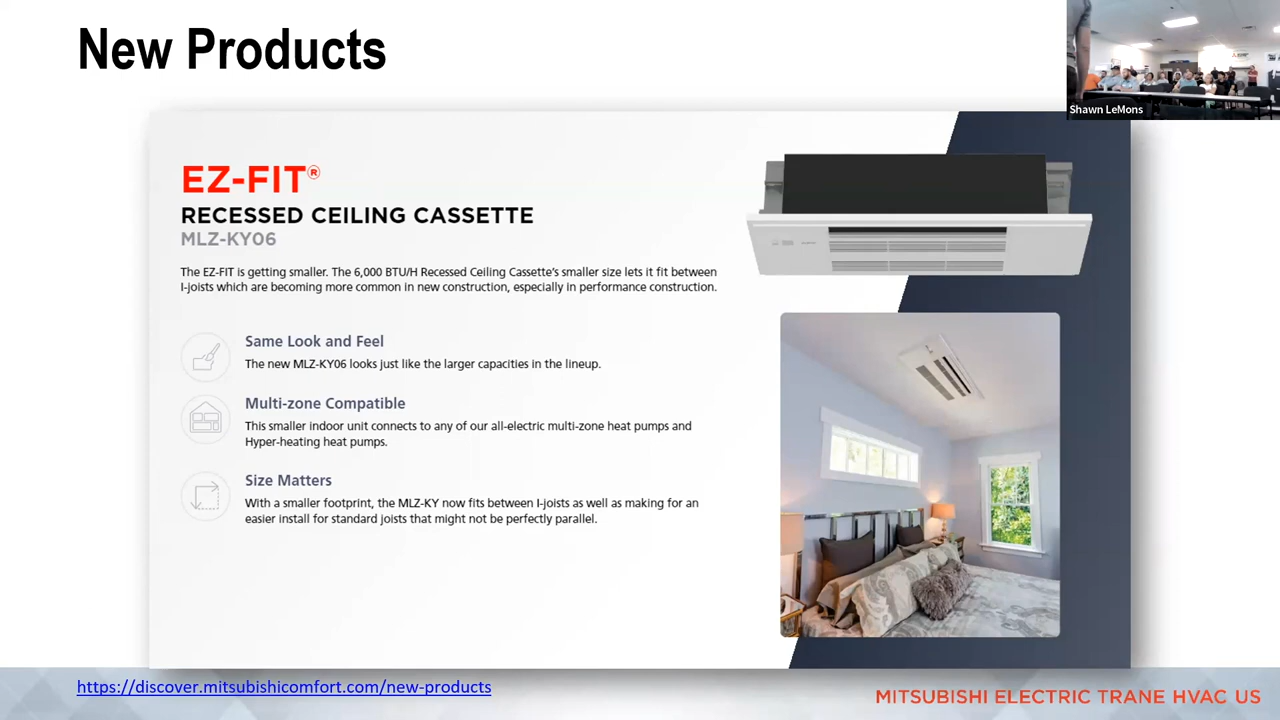 New Products
Shawn LeMons
EZ-FIT®
RECESSED CEILING CASSETTE
MLZ-KY06
The EZ-FIT is getting smaller. The 6,000 BTU/H Recessed Ceiling Cassette's smaller size lets it fit between
I-joists which are becoming more common in new construction, especially in performance construction.
Same Look and Feel
The new MLZ-KY06 looks just like the larger capacities in the lineup.
Multi-zone Compatible
This smaller indoor unit connects to any of our all-electric multi-zone heat pumps and
Hyper-heating heat pumps.
Size Matters
With a smaller footprint, the MLZ-KY now fits between I-joists as well as making for an
easier install for standard joists that might not be perfectly parallel.
https://discover.mitsubishicomfort.com/new-products
MITSUBISHI ELECTRIC TRANE HVAC US